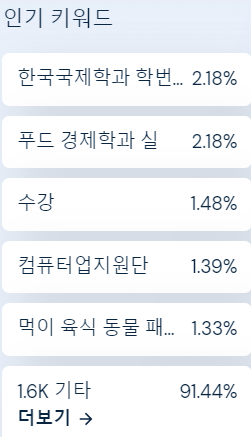 인기 키워드
한국국제학과 학번... 2.18%
푸드 경제학과 실 2.18%
수강 1.48%
컴퓨터업지원단 1.39%
먹이 육식 동물 패... 1.33%
1.6K 기타 91.44%
더보기 →